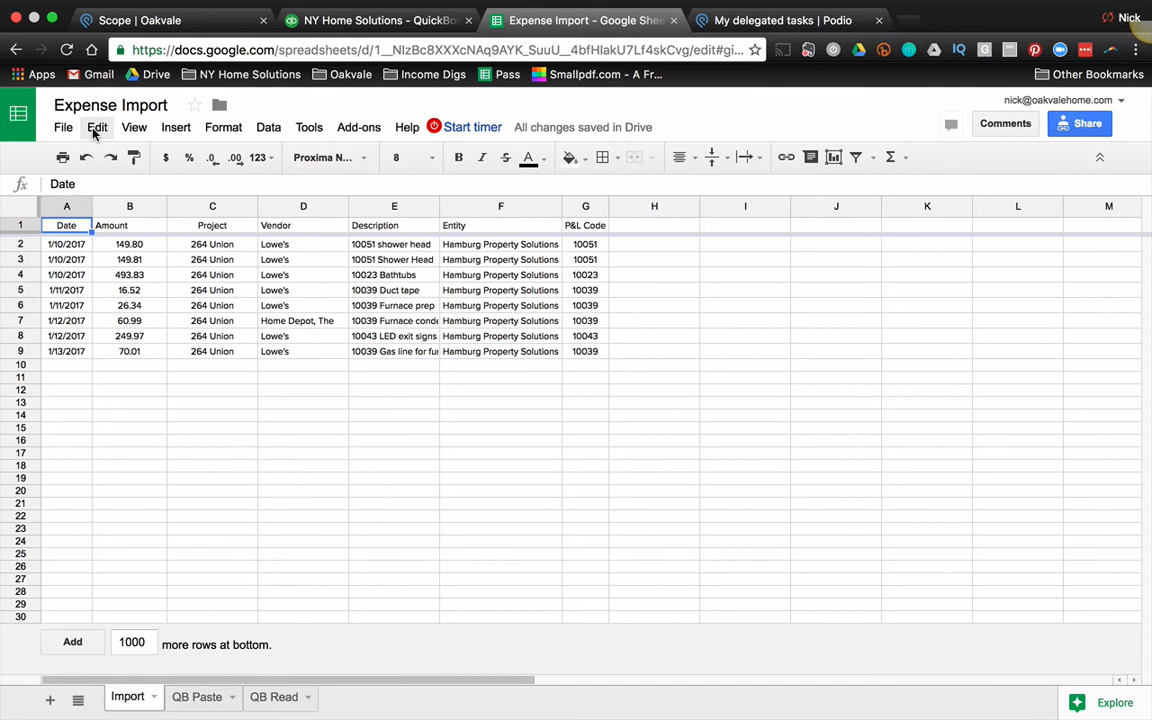 Scope | Oakvale
NY Home Solutions - QuickBo
Expense Import - Google Shee
My delegated tasks | Podio
Nick
https://docs.google.com/spreadsheets/d/1__NIzBc8XXXcNAq9AYK_SuuU__4bfHIakU7Lf4skCvg/edit#gi...
Apps Gmail Drive NY Home Solutions Oakvale Income Digs Pass Smallpdf.com - A Fr... Other Bookmarks
Expense Import
nick@oakvalehome.com
File Edit View Insert Format Data Tools Add-ons Help Start timer All changes saved in Drive
Comments Share
$ % .0 .00 123 Proxima N... 8 B I S A Σ
fx Date
A B C D E F G H I J K L M
1 Date Amount Project Vendor Description Entity P&L Code
2 1/10/2017 149.80 264 Union Lowe's 10051 shower head Hamburg Property Solutions 10051
3 1/10/2017 149.81 264 Union Lowe's 10051 Shower Head Hamburg Property Solutions 10051
4 1/10/2017 493.83 264 Union Lowe's 10023 Bathtubs Hamburg Property Solutions 10023
5 1/11/2017 16.52 264 Union Lowe's 10039 Duct tape Hamburg Property Solutions 10039
6 1/11/2017 26.34 264 Union Lowe's 10039 Furnace prep Hamburg Property Solutions 10039
7 1/12/2017 60.99 264 Union Home Depot, The 10039 Furnace cond Hamburg Property Solutions 10039
8 1/12/2017 249.97 264 Union Lowe's 10043 LED exit signs Hamburg Property Solutions 10043
9 1/13/2017 70.01 264 Union Lowe's 10039 Gas line for fur Hamburg Property Solutions 10039
10
11
12
13
14
15
16
17
18
19
20
21
22
23
24
25
26
27
28
29
30
Add 1000 more rows at bottom.
Import QB Paste QB Read Explore